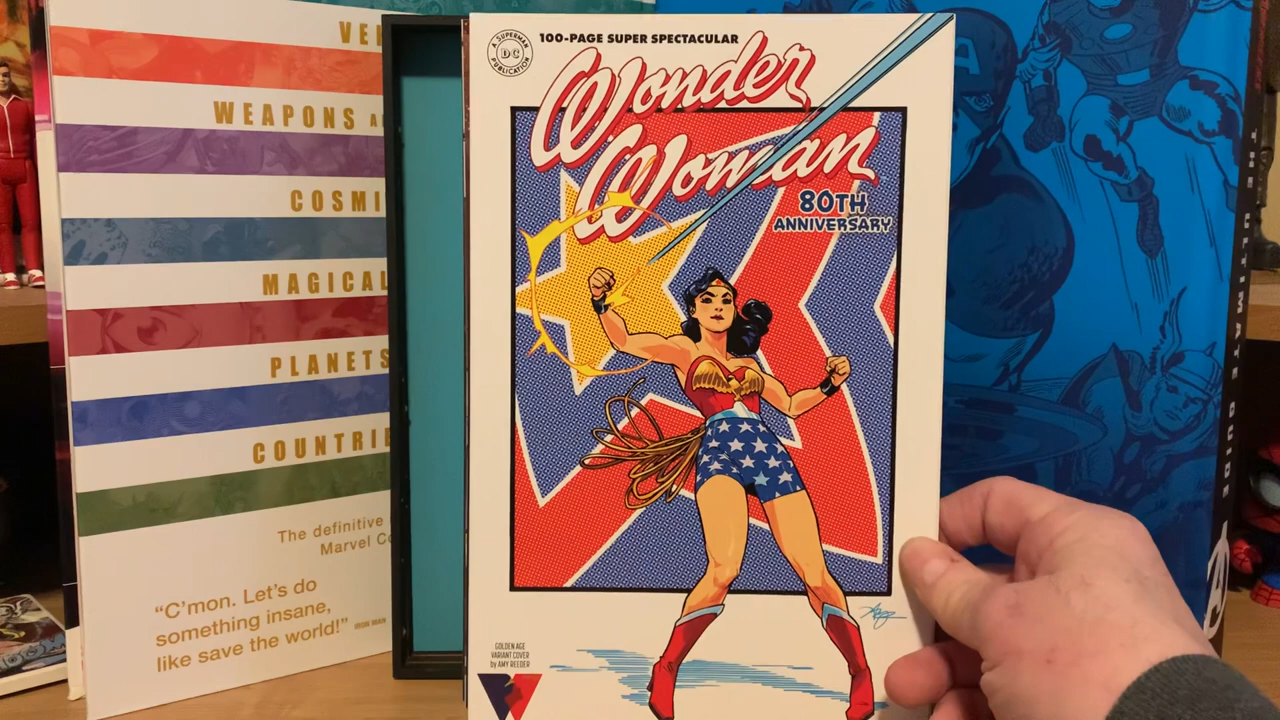 VE
WEAPONS A
COSMI
MAGICAL
PLANETS
COUNTRIE
The definitive
Marvel Co
"C'mon. Let's do
something insane,
like save the world!" IRON MAN
A SUPERMAN
DC
PUBLICATION
100-PAGE SUPER SPECTACULAR
Wonder
Woman
80TH
ANNIVERSARY
GOLDEN AGE
VARIANT COVER
by AMY REEDER
A
THE ULTIMATE GUIDE